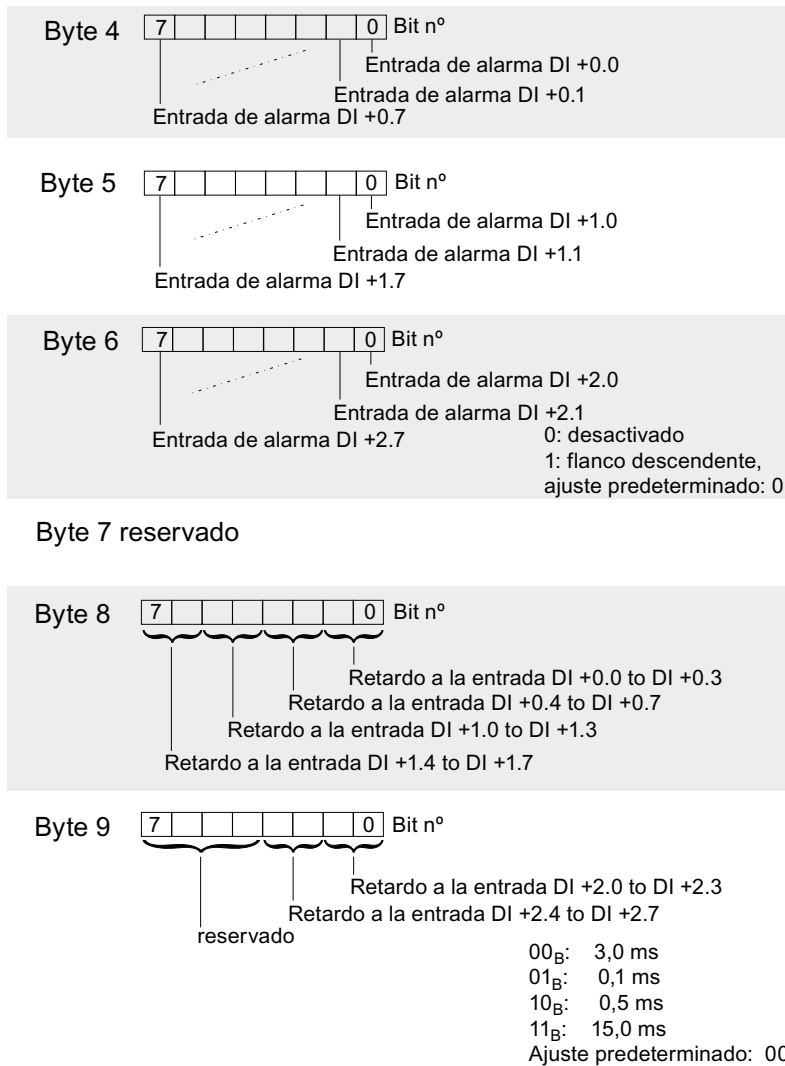 Byte 4 7 0 Bit nº
Entrada de alarma DI +0.0
Entrada de alarma DI +0.1
Entrada de alarma DI +0.7
Byte 5 7 0 Bit nº
Entrada de alarma DI +1.0
Entrada de alarma DI +1.1
Entrada de alarma DI +1.7
Byte 6 7 0 Bit nº
Entrada de alarma DI +2.0
Entrada de alarma DI +2.1
Entrada de alarma DI +2.7
0: desactivado
1: flanco descendente,
ajuste predeterminado: 0
Byte 7 reservado
Byte 8 7 0 Bit nº
Retardo a la entrada DI +0.0 to DI +0.3
Retardo a la entrada DI +0.4 to DI +0.7
Retardo a la entrada DI +1.0 to DI +1.3
Retardo a la entrada DI +1.4 to DI +1.7
Byte 9 7 0 Bit nº
Retardo a la entrada DI +2.0 to DI +2.3
Retardo a la entrada DI +2.4 to DI +2.7
reservado
00B: 3,0 ms
01B: 0,1 ms
10B: 0,5 ms
11B: 15,0 ms
Ajuste predeterminado: 00